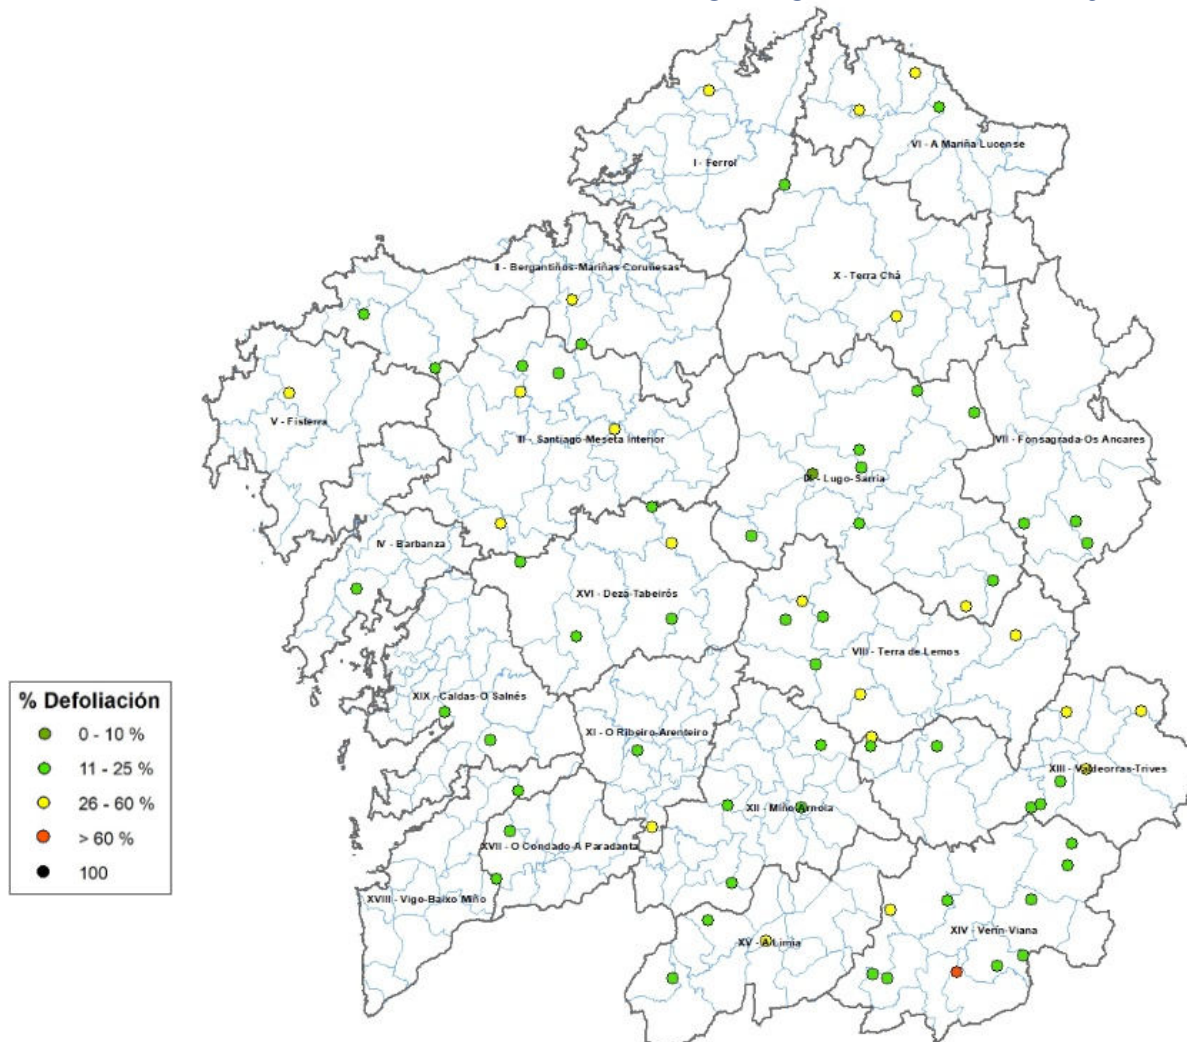 I - Ferrol
VI - A Mariña Lucense
II - Bergantiños-Mariñas Coruñesas
X - Terra Chá
V - Fisterra
III - Santiago-Meseta Interior
VII - Fonsagrada-Os Ancares
IX - Lugo-Sarria
IV - Barbanza
XVI - Deza-Tabeirós
VIII - Terra de Lemos
XIX - Caldas-O Salnés
XI - O Ribeiro-Arenteiro
XIII - Valdeorras-Trives
XII - Miño-Arnoia
XVII - O Condado-A Paradanta
XVIII - Vigo-Baixo Miño
XV - A Limia
XIV - Verín-Viana
% Defoliación
0 - 10 %
11 - 25 %
26 - 60 %
> 60 %
100